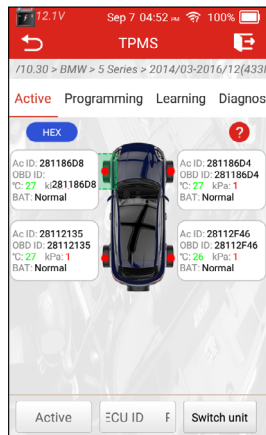 12.1V Sep 7 04:52 PM 100%
TPMS
/10.30 > BMW > 5 Series > 2014/03-2016/12(433
Active Programming Learning Diagnos
HEX ?
Ac ID: 281186D8
OBD ID:
℃: 27 281186D8
BAT: Normal
Ac ID: 281186D4
OBD ID: 281186D4
℃: 27 kPa: 1
BAT: Normal
Ac ID: 28112135
OBD ID: 28112135
℃: 27 kPa: 1
BAT: Normal
Ac ID: 28112F46
OBD ID: 28112F46
℃: 26 kPa: 1
BAT: Normal
Active ECU ID Switch unit